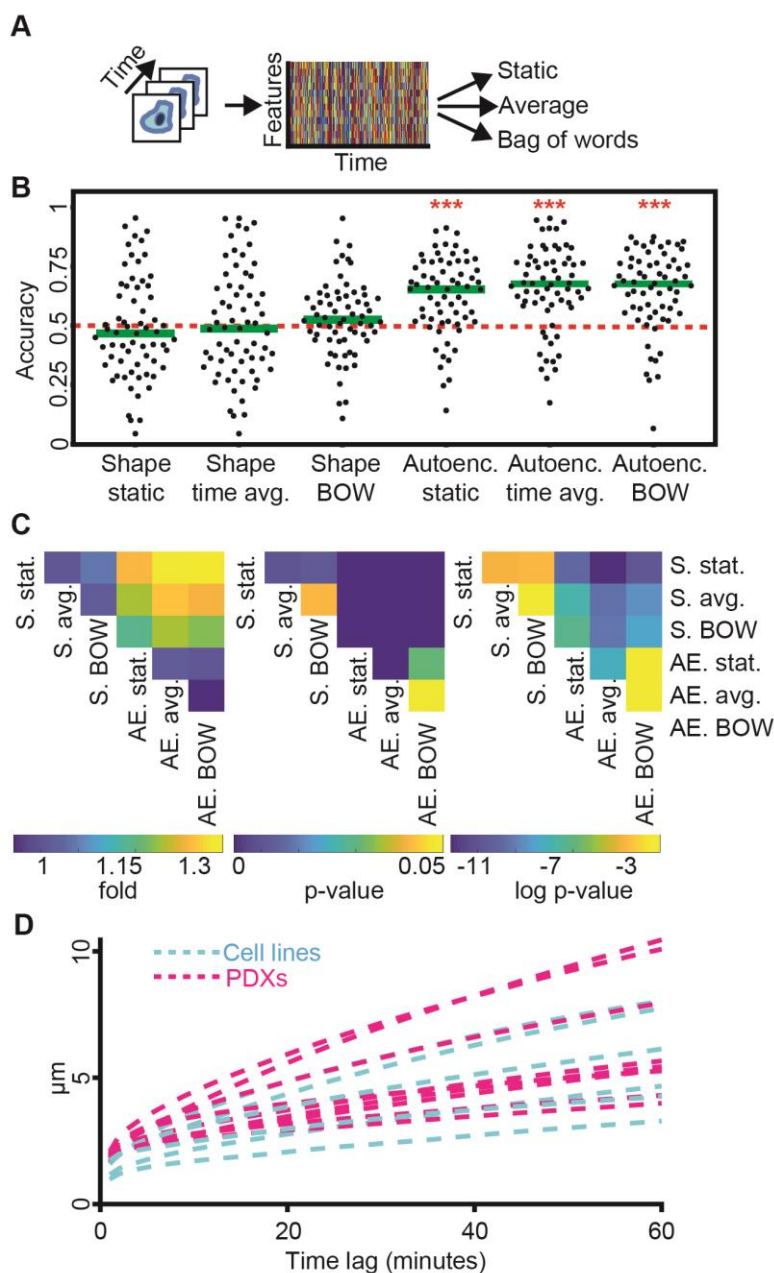 A
Time
Features
Time
Static
Average
Bag of words
B
Accuracy
1
0.75
0.5
0.25
0
*** *** ***
Shape static
Shape time avg.
Shape BOW
Autoenc. static
Autoenc. time avg.
Autoenc. BOW
C
S. stat.
S. avg.
S. BOW
AE. stat.
AE. avg.
AE. BOW
S. stat.
S. avg.
S. BOW
AE. stat.
AE. avg.
AE. BOW
S. stat.
S. avg.
S. BOW
AE. stat.
AE. avg.
AE. BOW
S. stat.
S. avg.
S. BOW
AE. stat.
AE. avg.
AE. BOW
1 1.15 1.3
fold
0 0.05
p-value
-11 -7 -3
log p-value
D
Cell lines
PDXs
µm
10
5
0
0 20 40 60
Time lag (minutes)